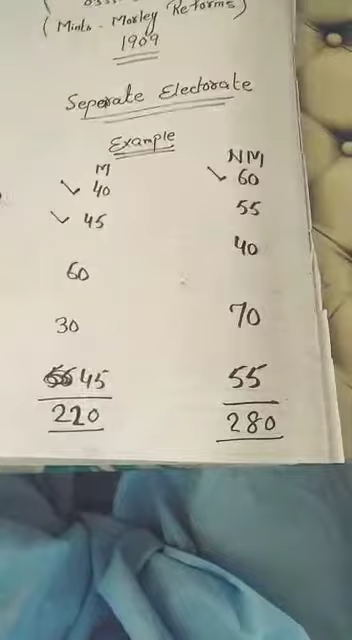 (Minto - Morley Reforms)
1909
Seperate Electorate
Example
M NM
✓ 40 ✓ 60
✓ 45 55
60 40
30 70
45 55
220 280